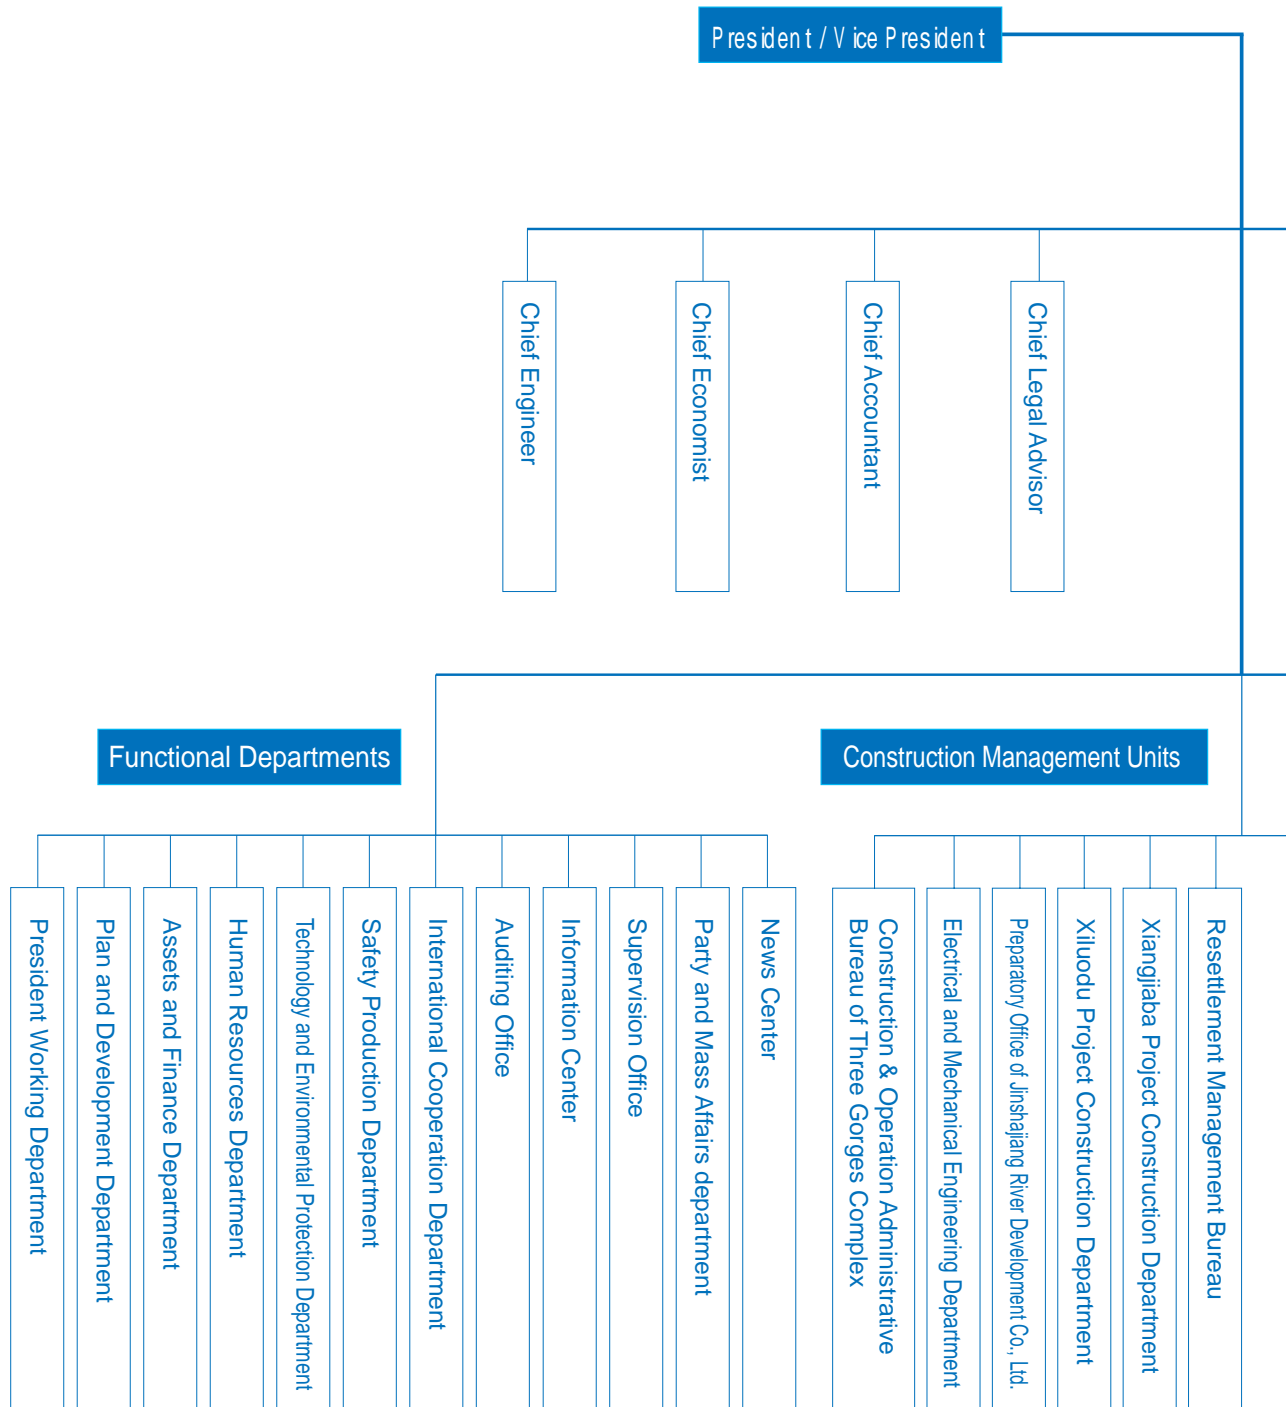 President / Vice President
Chief Engineer
Chief Economist
Chief Accountant
Chief Legal Advisor
Functional Departments
Construction Management Units
President Working Department
Plan and Development Department
Assets and Finance Department
Human Resources Department
Technology and Environmental Protection Department
Safety Production Department
International Cooperation Department
Auditing Office
Information Center
Supervision Office
Party and Mass Affairs department
News Center
Construction & Operation Administrative
Bureau of Three Gorges Complex
Electrical and Mechanical Engineering Department
Preparatory Office of Jinshajiang River Development Co., Ltd.
Xiluodu Project Construction Department
Xiangjiaba Project Construction Department
Resettlement Management Bureau